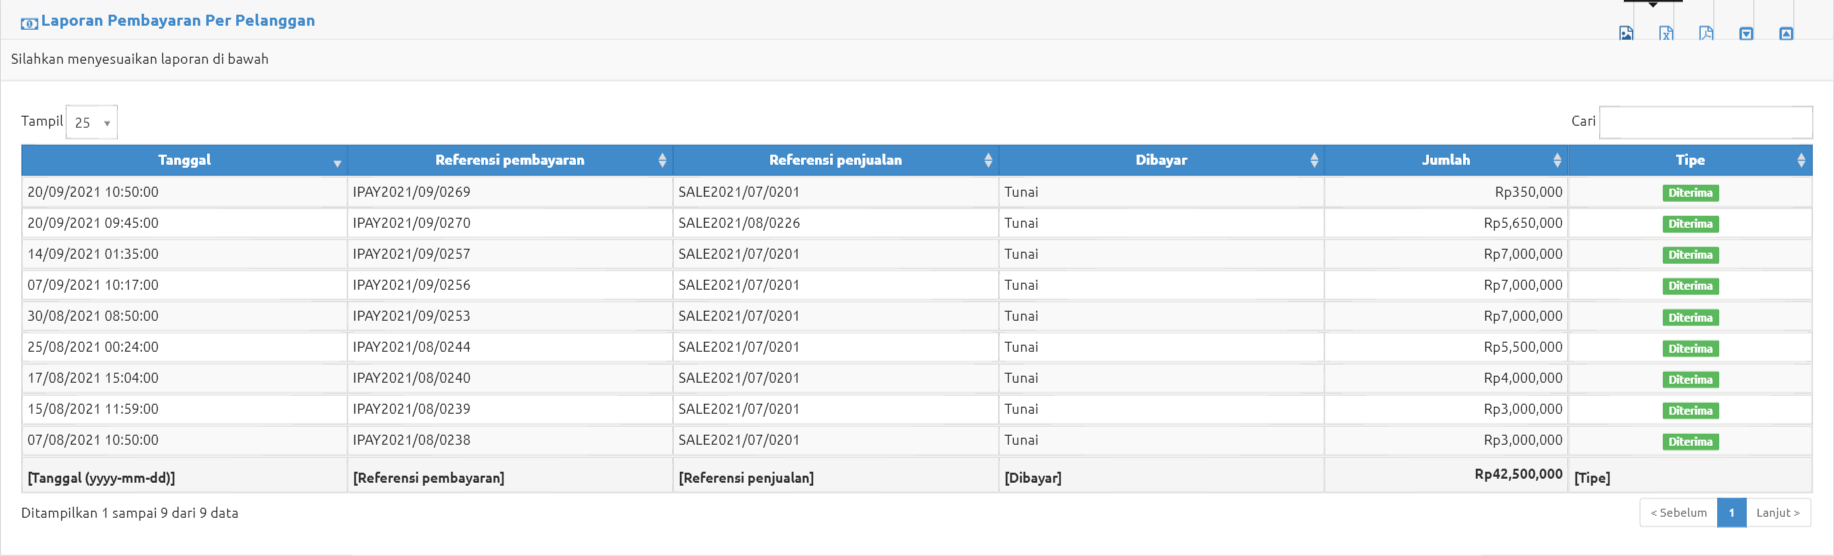 Laporan Pembayaran Per Pelanggan
Silahkan menyesuaikan laporan di bawah
Tampil 25 Cari
Tanggal Referensi pembayaran Referensi penjualan Dibayar Jumlah Tipe
20/09/2021 10:50:00 IPAY2021/09/0269 SALE2021/07/0201 Tunai Rp350,000 Diterima
20/09/2021 09:45:00 IPAY2021/09/0270 SALE2021/08/0226 Tunai Rp5,650,000 Diterima
14/09/2021 01:35:00 IPAY2021/09/0257 SALE2021/07/0201 Tunai Rp7,000,000 Diterima
07/09/2021 10:17:00 IPAY2021/09/0256 SALE2021/07/0201 Tunai Rp7,000,000 Diterima
30/08/2021 08:50:00 IPAY2021/09/0253 SALE2021/07/0201 Tunai Rp7,000,000 Diterima
25/08/2021 00:24:00 IPAY2021/08/0244 SALE2021/07/0201 Tunai Rp5,500,000 Diterima
17/08/2021 15:04:00 IPAY2021/08/0240 SALE2021/07/0201 Tunai Rp4,000,000 Diterima
15/08/2021 11:59:00 IPAY2021/08/0239 SALE2021/07/0201 Tunai Rp3,000,000 Diterima
07/08/2021 10:50:00 IPAY2021/08/0238 SALE2021/07/0201 Tunai Rp3,000,000 Diterima
[Tanggal (yyyy-mm-dd)] [Referensi pembayaran] [Referensi penjualan] [Dibayar] Rp42,500,000 [Tipe]
Ditampilkan 1 sampai 9 dari 9 data < Sebelum 1 Lanjut >